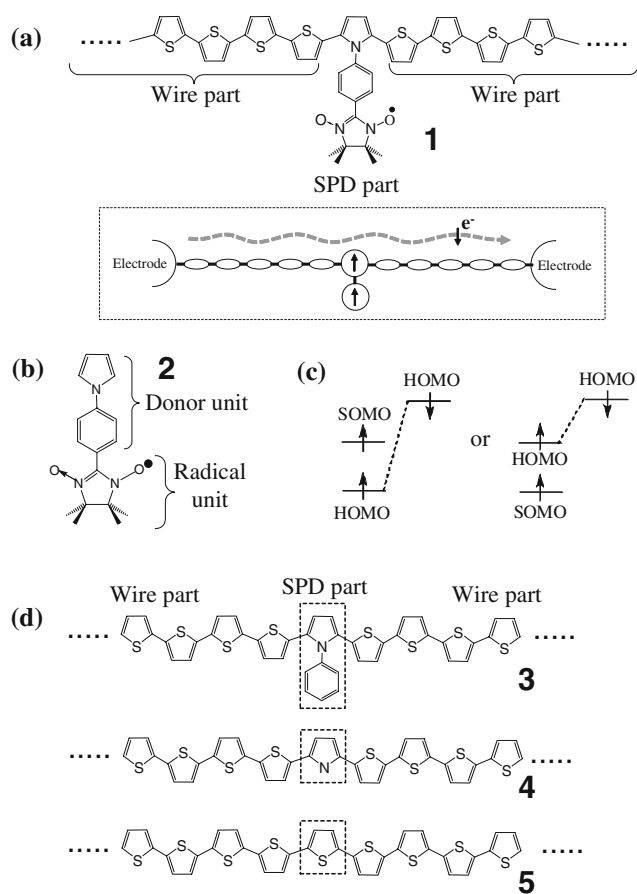 (a)
S S S S N S S S S
Wire part Wire part
O N N O
1
SPD part
e-
Electrode Electrode
(b) 2 (c)
N
Donor unit
O N N O
Radical unit
SOMO HOMO or HOMO
HOMO HOMO
SOMO
(d)
Wire part SPD part Wire part
S S S S N S S S S
3
S S S S N S S S S
4
S S S S S S S S S
5